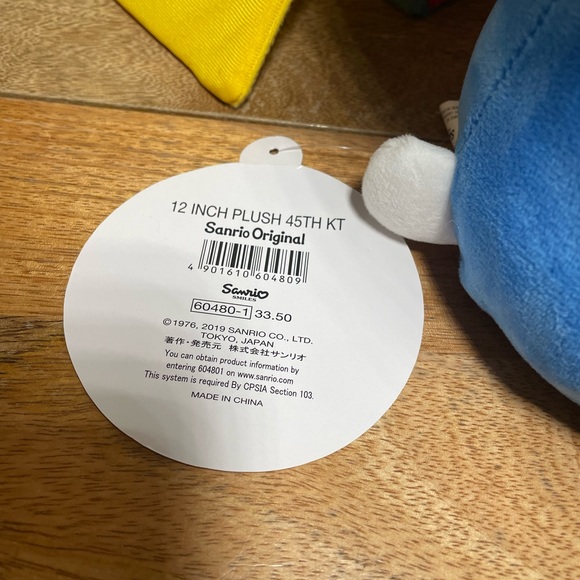 12 INCH PLUSH 45TH KT
Sanrio Original
4 901610 604809
Sanrio
SMILES
60480-1 33.50
©1976, 2019 SANRIO CO., LTD.
TOKYO, JAPAN
著作・発売元 株式会社サンリオ
You can obtain product information by
entering 604801 on www.sanrio.com
This system is required By CPSIA Section 103.
MADE IN CHINA